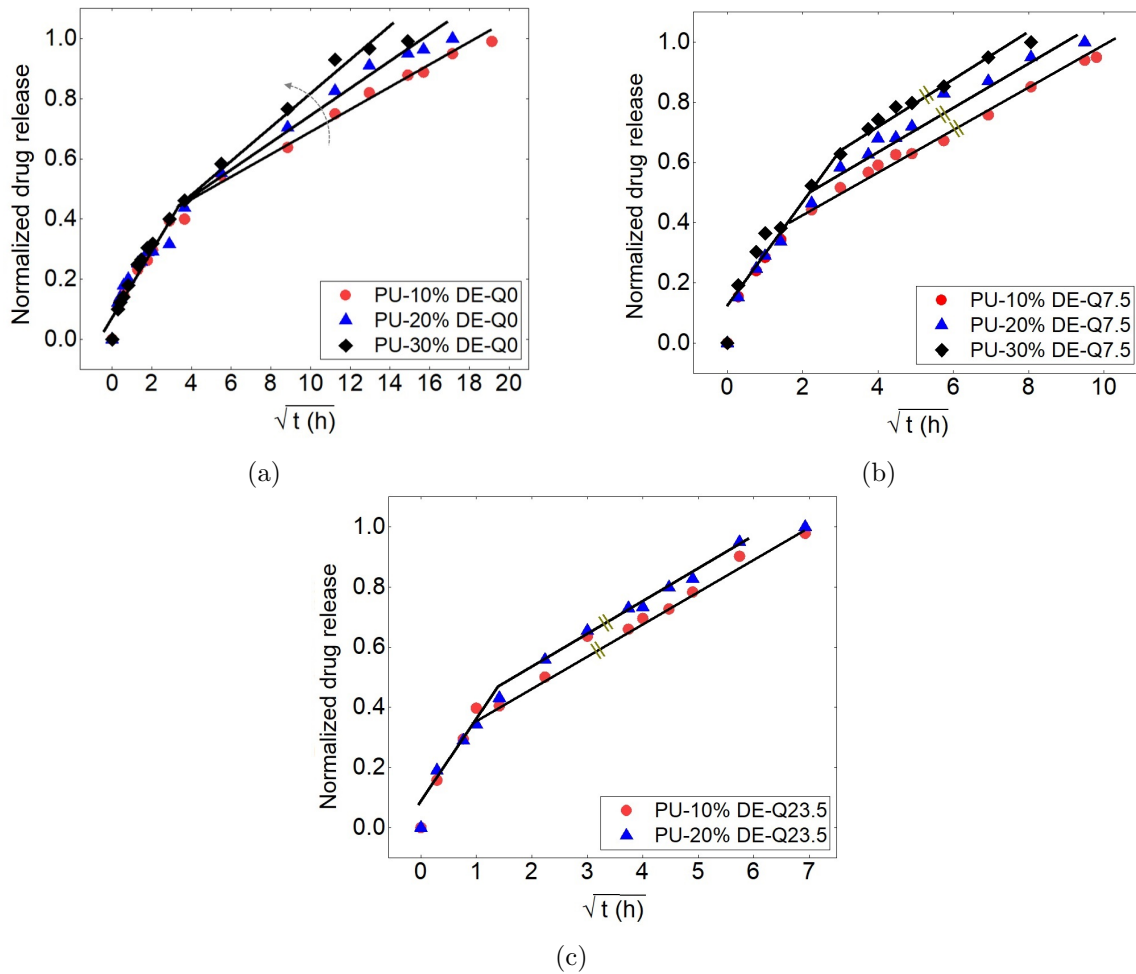 Normalized drug release
1.0
0.8
0.6
0.4
0.2
0.0
PU-10% DE-Q0
PU-20% DE-Q0
PU-30% DE-Q0
0 2 4 6 8 10 12 14 16 18 20
√t (h)
(a)
Normalized drug release
1.0
0.8
0.6
0.4
0.2
0.0
PU-10% DE-Q7.5
PU-20% DE-Q7.5
PU-30% DE-Q7.5
0 2 4 6 8 10
√t (h)
(b)
Normalized drug release
1.0
0.8
0.6
0.4
0.2
0.0
PU-10% DE-Q23.5
PU-20% DE-Q23.5
0 1 2 3 4 5 6 7
√t (h)
(c)